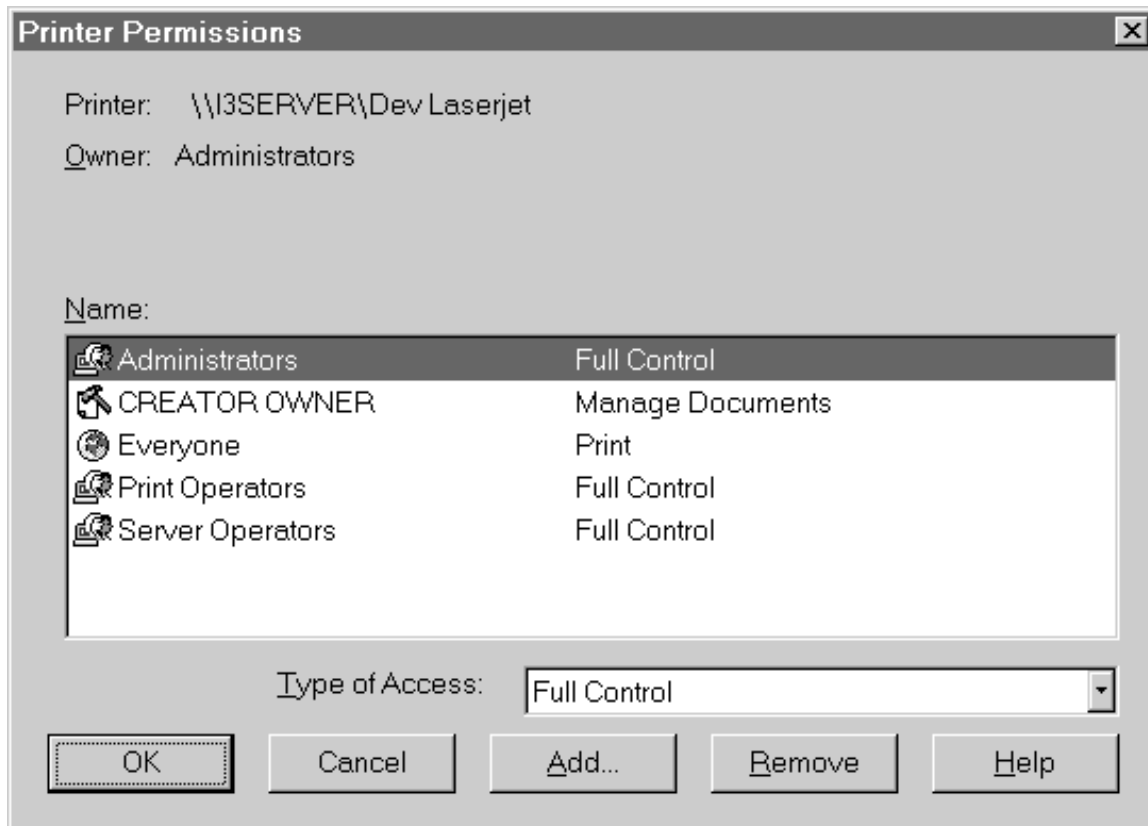 Printer Permissions
Printer: \\I3SERVER\Dev Laserjet
Owner: Administrators
Name:
Administrators Full Control
CREATOR OWNER Manage Documents
Everyone Print
Print Operators Full Control
Server Operators Full Control
Type of Access: Full Control
OK Cancel Add... Remove Help